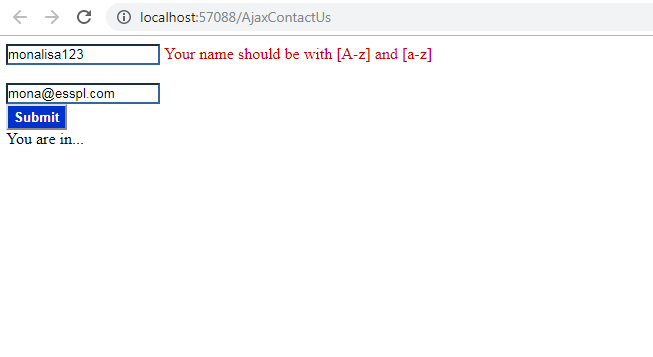 localhost:57088/AjaxContactUs
monalisa123 Your name should be with [A-z] and [a-z]
mona@esspl.com
Submit
You are in...